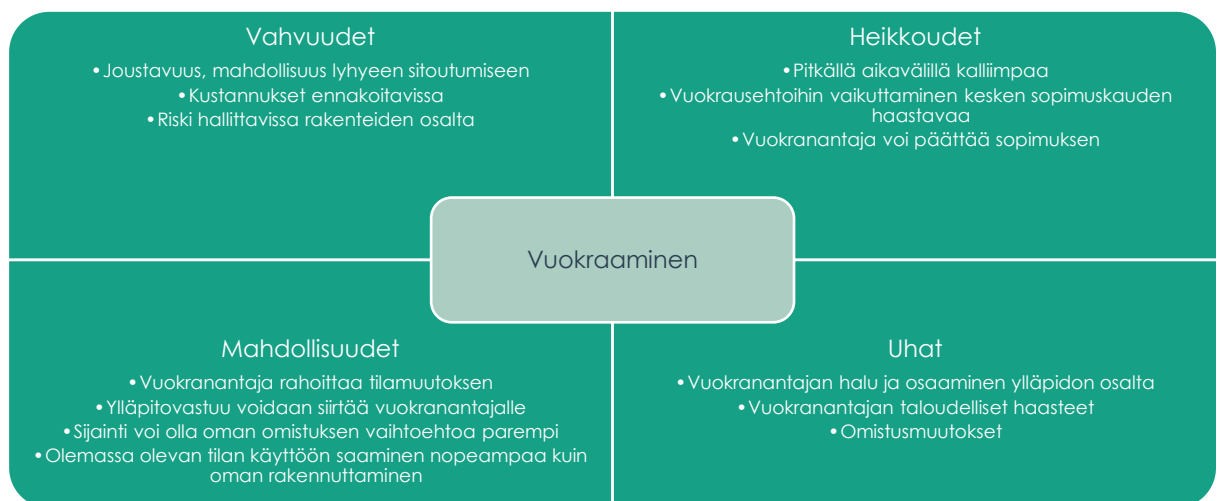 Vahvuudet
•Joustavuus, mahdollisuus lyhyeen sitoutumiseen
•Kustannukset ennakoitavissa
•Riski hallittavissa rakenteiden osalta
Heikkoudet
•Pitkällä aikavälillä kalliimpaa
•Vuokrausehtoihin vaikuttaminen kesken sopimuskauden
haastavaa
•Vuokranantaja voi päättää sopimuksen
Vuokraaminen
Mahdollisuudet
•Vuokranantaja rahoittaa tilamuutoksen
•Ylläpitovastuu voidaan siirtää vuokranantajalle
•Sijainti voi olla oman omistuksen vaihtoehtoa parempi
•Olemassa olevan tilan käyttöön saaminen nopeampaa kuin
oman rakennuttaminen
Uhat
•Vuokranantajan halu ja osaaminen ylläpidon osalta
•Vuokranantajan taloudelliset haasteet
•Omistusmuutokset